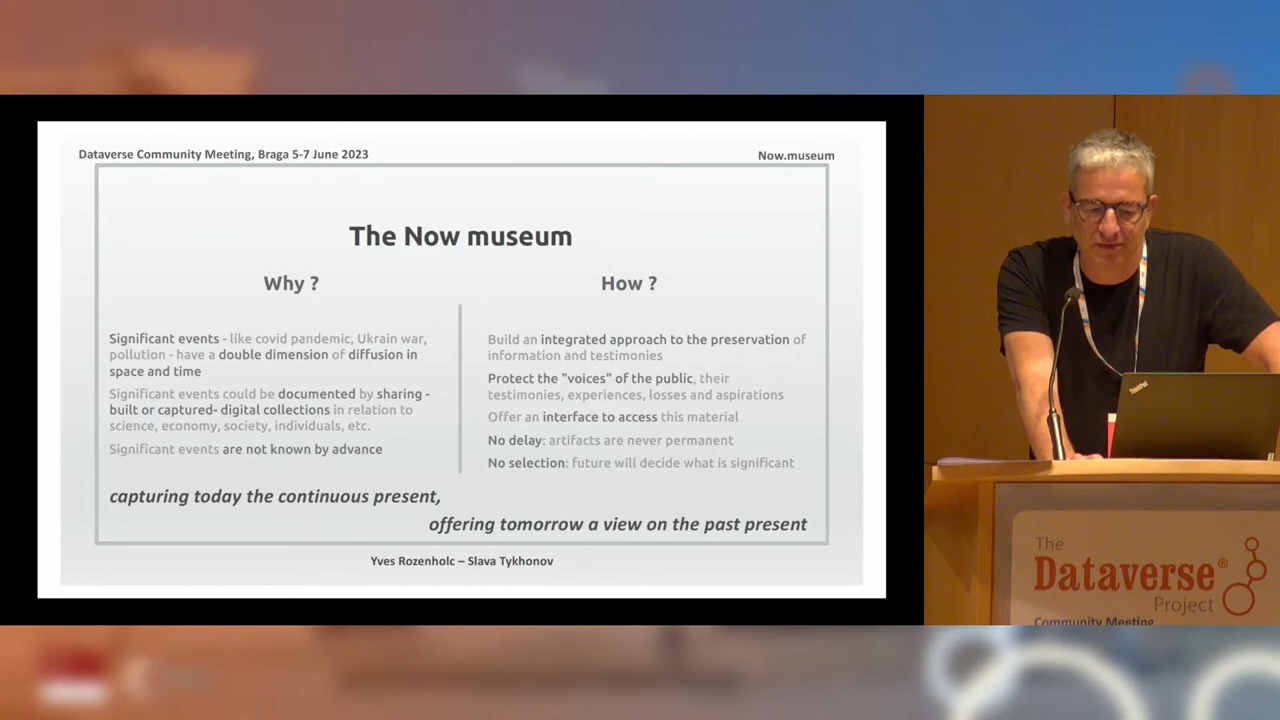 Dataverse Community Meeting, Braga 5-7 June 2023
Now.museum
The Now museum
Why ?
Significant events - like covid pandemic, Ukrain war,
pollution - have a double dimension of diffusion in
space and time
Significant events could be documented by sharing -
built or captured- digital collections in relation to
science, economy, society, individuals, etc.
Significant events are not known by advance
How ?
Build an integrated approach to the preservation of
information and testimonies
Protect the "voices" of the public, their
testimonies, experiences, losses and aspirations
Offer an interface to access this material
No delay: artifacts are never permanent
No selection: future will decide what is significant
capturing today the continuous present,
offering tomorrow a view on the past present
Yves Rozenholc – Slava Tykhonov
ThinkPad
The
Dataverse®
Project
Community Meeting